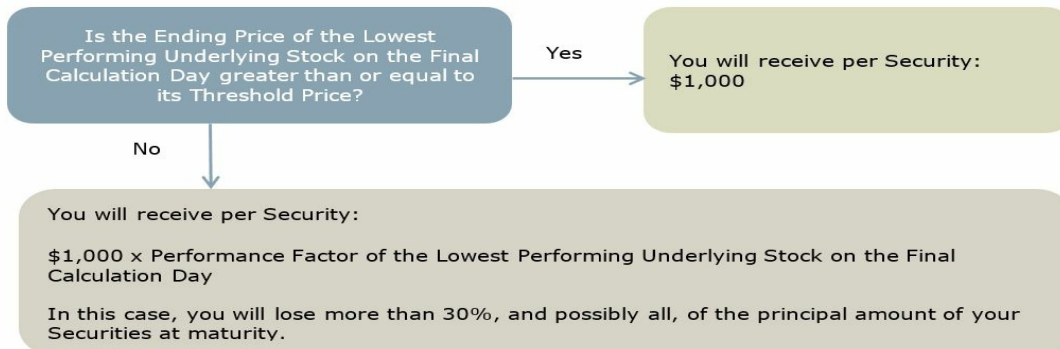 Is the Ending Price of the Lowest
Performing Underlying Stock on the Final
Calculation Day greater than or equal to
its Threshold Price?
Yes
You will receive per Security:
$1,000
No
You will receive per Security:
$1,000 x Performance Factor of the Lowest Performing Underlying Stock on the Final
Calculation Day
In this case, you will lose more than 30%, and possibly all, of the principal amount of your
Securities at maturity.